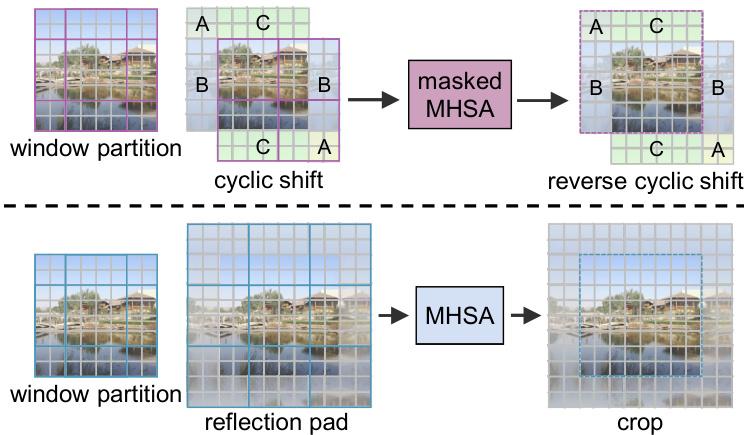 A C
B B
C A
window partition
cyclic shift
masked
MHSA
A C
B B
C A
reverse cyclic shift
window partition
reflection pad
MHSA
crop